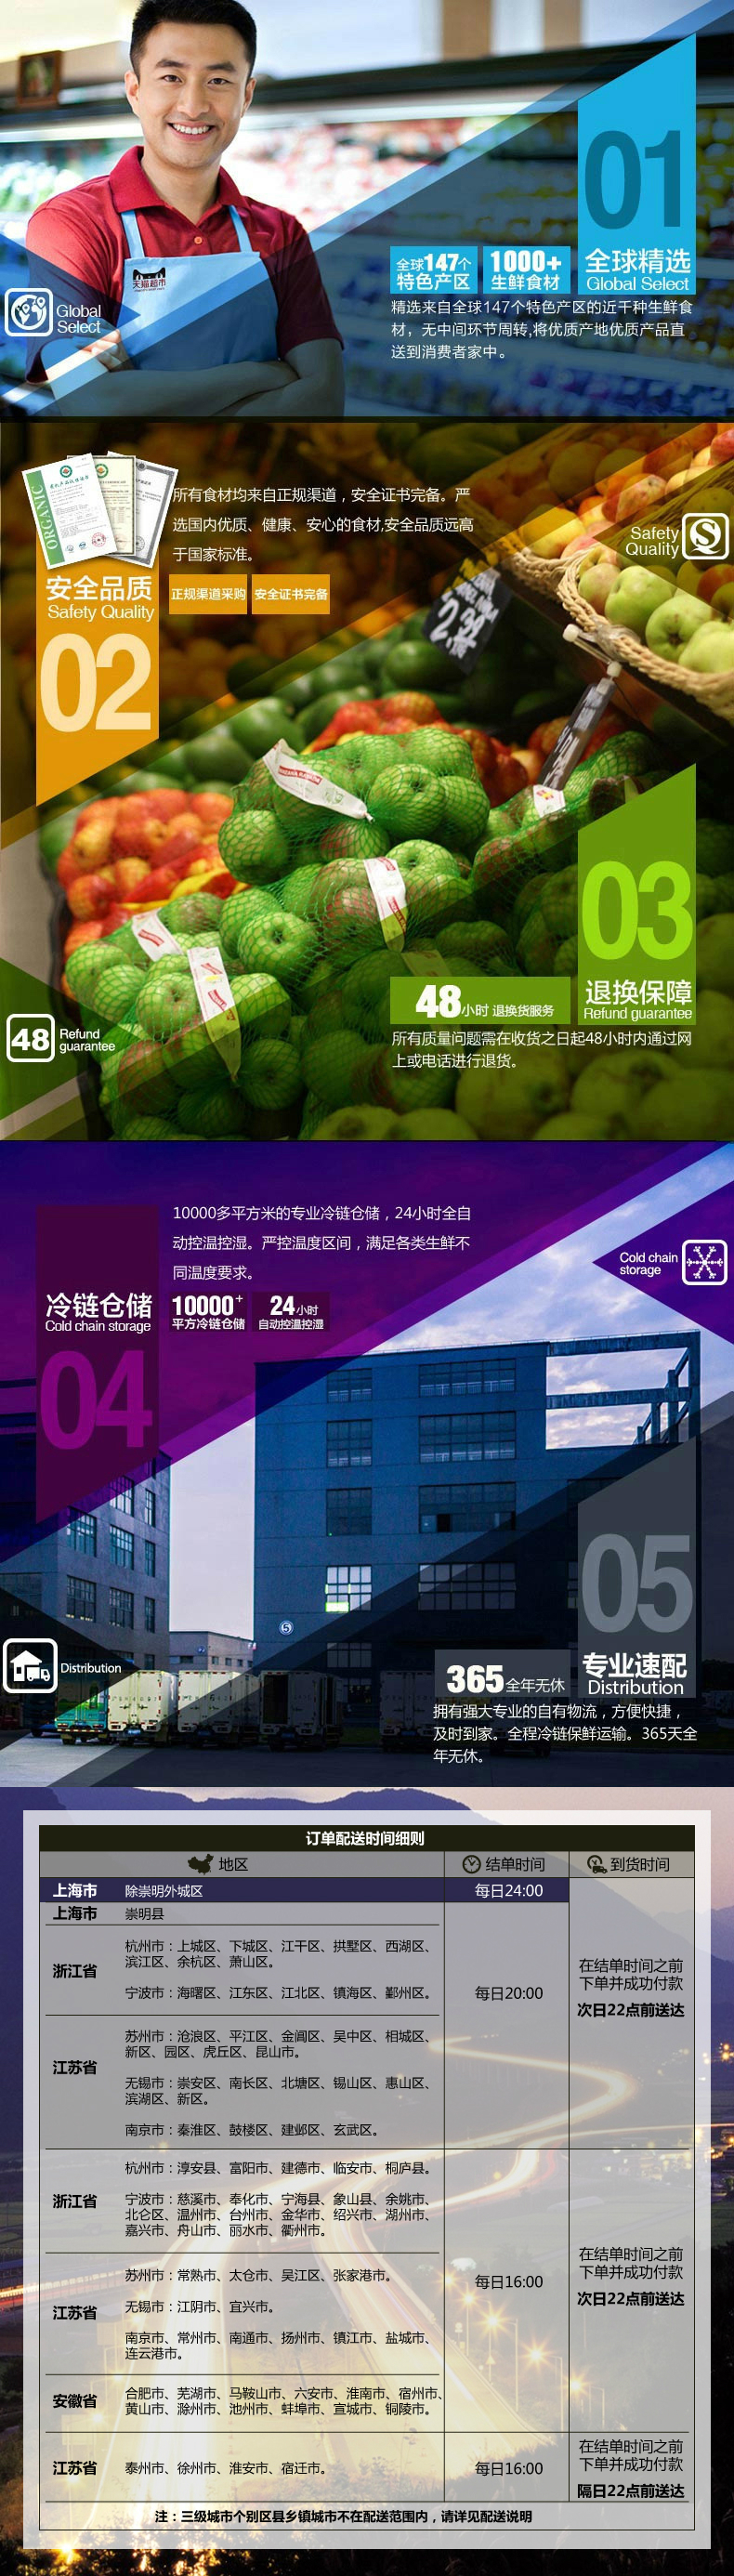 01
全球147个
特色产区
1000+
生鲜食材
全球精选
Global Select
天猫超市
Global
Select
精选来自全球147个特色产区的近千种生鲜食
材，无中间环节周转,将优质产地优质产品直
送到消费者家中。
ORGANIC
所有食材均来自正规渠道，安全证书完备。严
选国内优质、健康、安心的食材,安全品质远高
于国家标准。
Safety
Quality
安全品质
Safety Quality
正规渠道采购
安全证书完备
02
03
48小时 退换货服务
退换保障
Refund guarantee
48
Refund
guarantee
所有质量问题需在收货之日起48小时内通过网
上或电话进行退货。
10000多平方米的专业冷链仓储，24小时全自
动控温控湿。严控温度区间，满足各类生鲜不
同温度要求。
Cold chain
storage
冷链仓储
Cold chain storage
10000+
平方冷链仓储
24小时
自动控温控湿
04
05
5
Distribution
365全年无休
专业速配
Distribution
拥有强大专业的自有物流，方便快捷，
及时到家。全程冷链保鲜运输。365天全
年无休。
订单配送时间细则
地区 结单时间 到货时间
上海市 除崇明外城区 每日24:00
上海市 崇明县
浙江省
杭州市：上城区、下城区、江干区、拱墅区、西湖区、
滨江区、余杭区、萧山区。
宁波市：海曙区、江东区、江北区、镇海区、鄞州区。
每日20:00
在结单时间之前
下单并成功付款
次日22点前送达
江苏省
苏州市：沧浪区、平江区、金阊区、吴中区、相城区、
新区、园区、虎丘区、昆山市。
无锡市：崇安区、南长区、北塘区、锡山区、惠山区、
滨湖区、新区。
南京市：秦淮区、鼓楼区、建邺区、玄武区。
浙江省
杭州市：淳安县、富阳市、建德市、临安市、桐庐县。
宁波市：慈溪市、奉化市、宁海县、象山县、余姚市、
北仑区、温州市、台州市、金华市、绍兴市、湖州市、
嘉兴市、舟山市、丽水市、衢州市。
江苏省
苏州市：常熟市、太仓市、吴江区、张家港市。
无锡市：江阴市、宜兴市。
南京市、常州市、南通市、扬州市、镇江市、盐城市、
连云港市。
每日16:00
在结单时间之前
下单并成功付款
次日22点前送达
安徽省
合肥市、芜湖市、马鞍山市、六安市、淮南市、宿州市、
黄山市、滁州市、池州市、蚌埠市、宣城市、铜陵市。
江苏省 泰州市、徐州市、淮安市、宿迁市。 每日16:00
在结单时间之前
下单并成功付款
隔日22点前送达
注：三级城市个别区县乡镇城市不在配送范围内，请详见配送说明